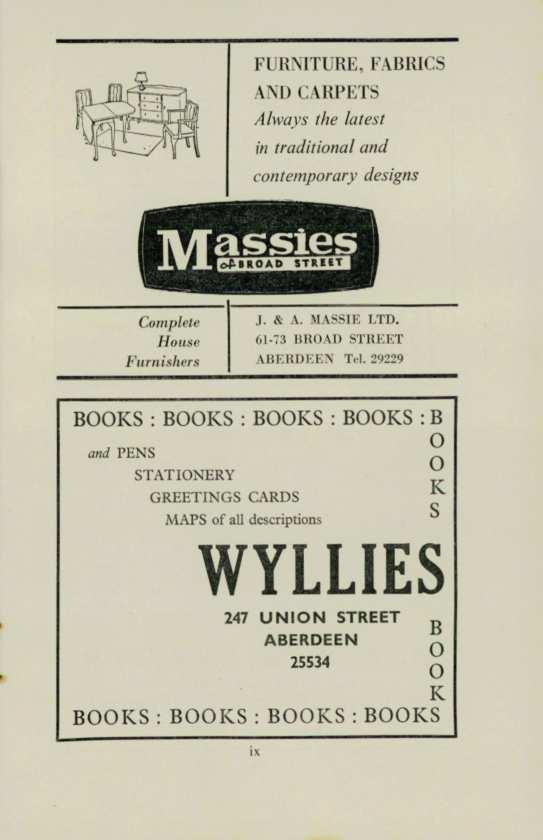 FURNITURE, FABRICS
AND CARPETS
Always the latest
in traditional and
contemporary designs
Massies
of BROAD STREET
Complete
House
Furnishers
J. & A. MASSIE LTD.
61-73 BROAD STREET
ABERDEEN Tel. 29229
BOOKS : BOOKS : BOOKS : BOOKS : B
O
O
K
S
and PENS
STATIONERY
GREETINGS CARDS
MAPS of all descriptions
WYLLIES
247 UNION STREET
ABERDEEN
25534
B
O
O
K
BOOKS : BOOKS : BOOKS : BOOKS
ix